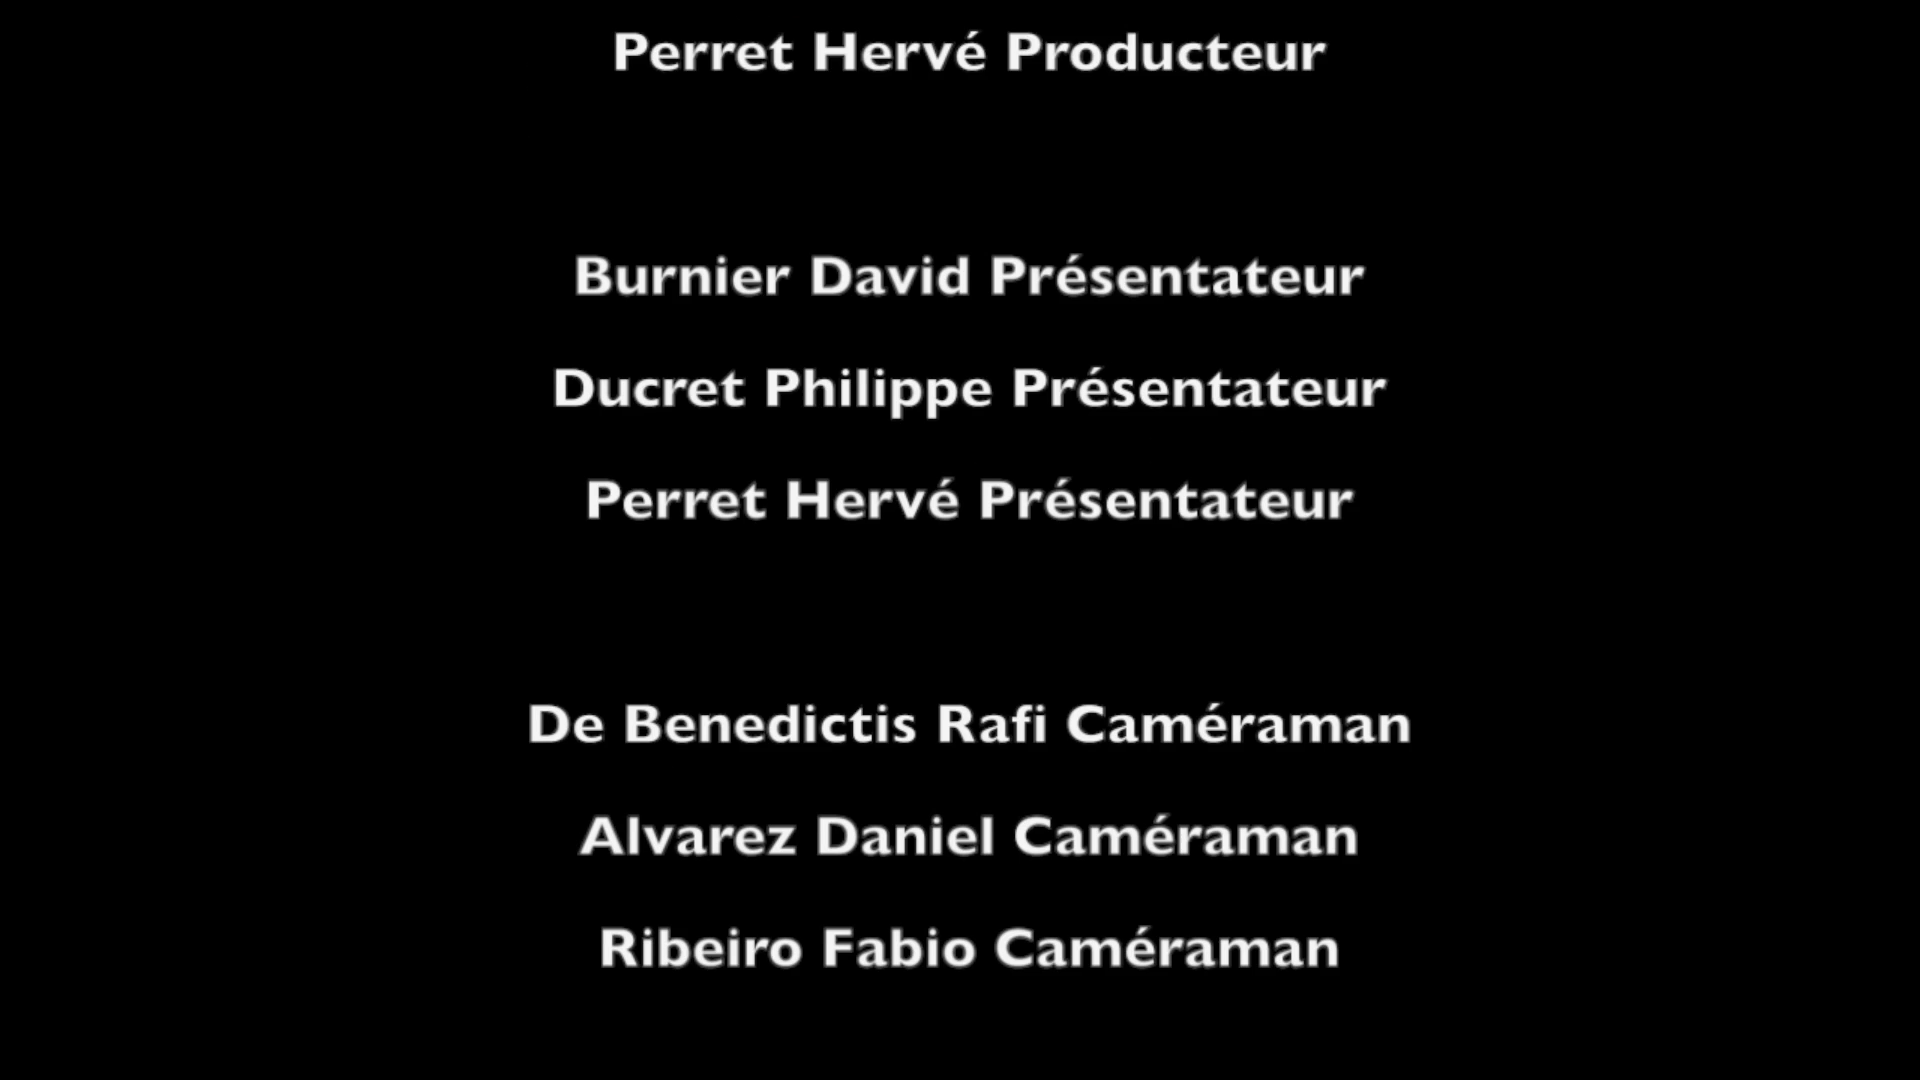 Perret Hervé Producteur
Burnier David Présentateur
Ducret Philippe Présentateur
Perret Hervé Présentateur
De Benedictis Rafi Caméraman
Alvarez Daniel Caméraman
Ribeiro Fabio Caméraman